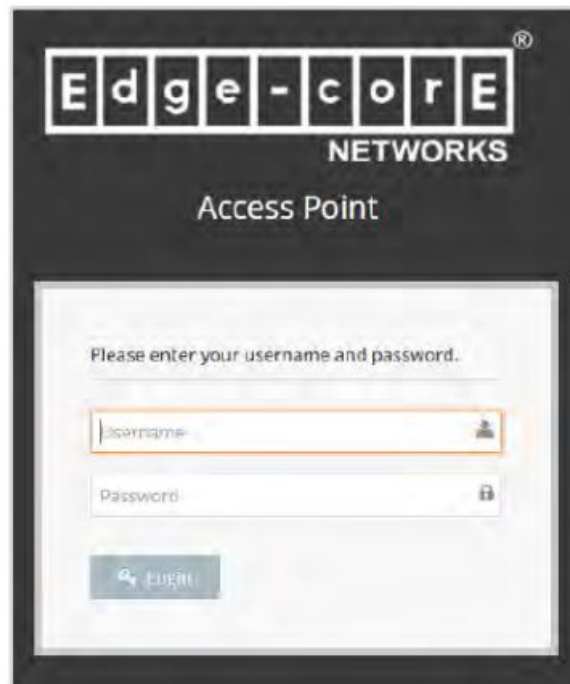 Edge-corE®
NETWORKS
Access Point
Please enter your username and password.
Username
Password
Login